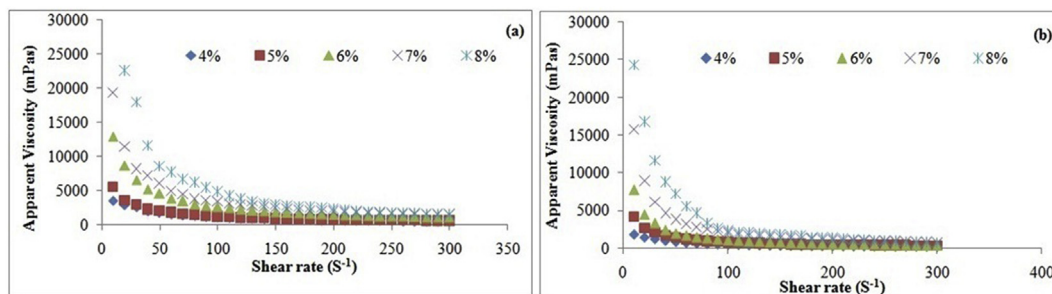 (a)
4% 5% 6% 7% 8%
Apparent Viscosity (mPas)
30000
25000
20000
15000
10000
5000
0
0 50 100 150 200 250 300 350
Shear rate (S-1)
(b)
4% 5% 6% 7% 8%
Apparent Viscosity (mPas)
30000
25000
20000
15000
10000
5000
0
0 100 200 300 400
Shear rate (S-1)